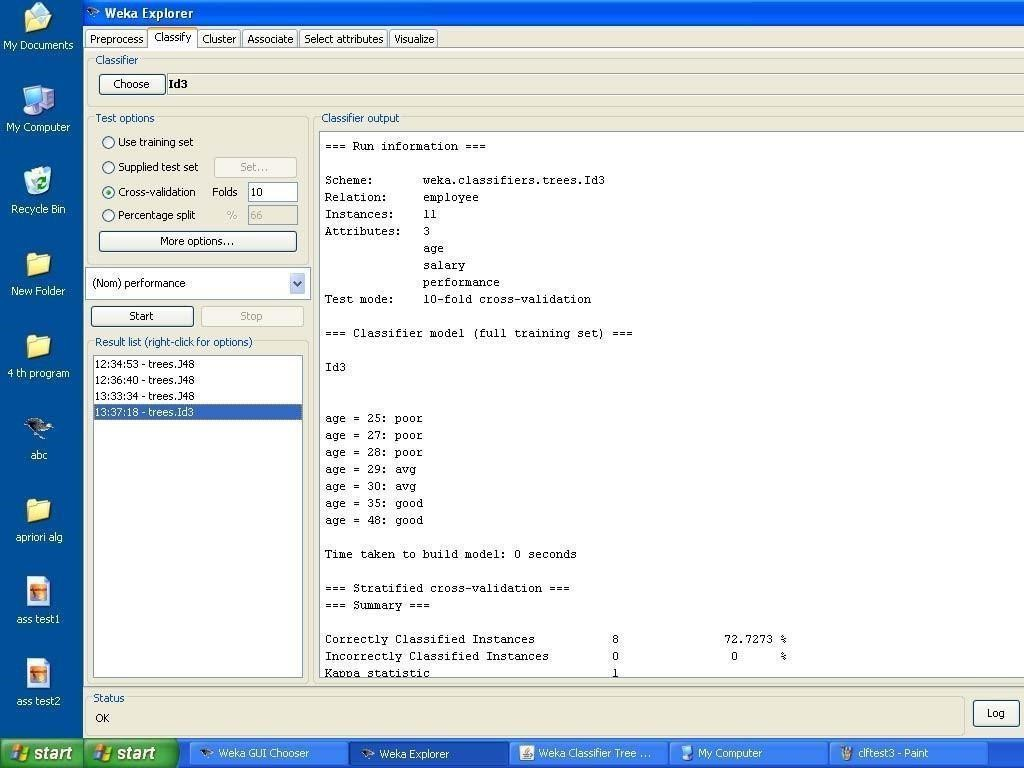 My Documents
My Computer
Recycle Bin
New Folder
4 th program
abc
apriori alg
ass test1
ass test2
Weka Explorer
Preprocess Classify Cluster Associate Select attributes Visualize
Classifier
Choose Id3
Test options
Use training set
Supplied test set Set...
Cross-validation Folds 10
Percentage split % 66
More options...
(Nom) performance
Start Stop
Result list (right-click for options)
12:34:53 - trees.J48
12:36:40 - trees.J48
13:33:34 - trees.J48
13:37:18 - trees.Id3
Classifier output
=== Run information ===
Scheme: weka.classifiers.trees.Id3
Relation: employee
Instances: 11
Attributes: 3
age
salary
performance
Test mode: 10-fold cross-validation
=== Classifier model (full training set) ===
Id3
age = 25: poor
age = 27: poor
age = 28: poor
age = 29: avg
age = 30: avg
age = 35: good
age = 48: good
Time taken to build model: 0 seconds
=== Stratified cross-validation ===
=== Summary ===
Correctly Classified Instances 8 72.7273 %
Incorrectly Classified Instances 0 0 %
Kappa statistic 1
Status
OK
Log
start start Weka GUI Chooser Weka Explorer Weka Classifier Tree ... My Computer clftest3 - Paint